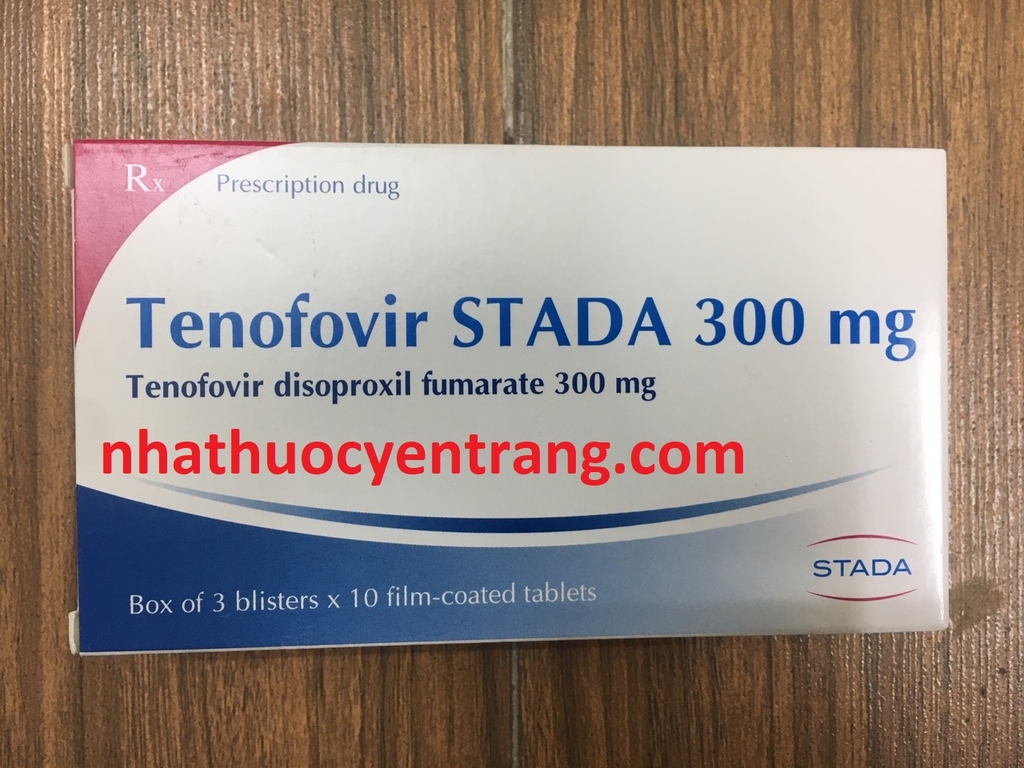 Rx Prescription drug
Tenofovir STADA 300 mg
Tenofovir disoproxil fumarate 300 mg
nhathuocyentrang.com
STADA
Box of 3 blisters x 10 film-coated tablets